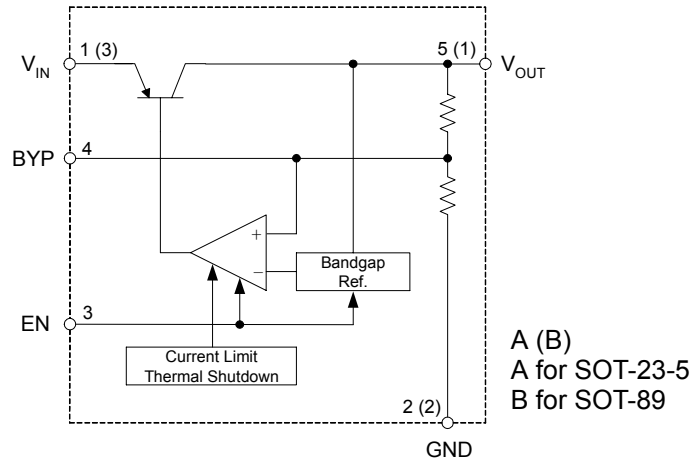 1 (3)
5 (1)
V_IN
V_OUT
BYP
4
+
−
Bandgap
Ref.
3
EN
Current Limit
Thermal Shutdown
A (B)
A for SOT-23-5
B for SOT-89
2 (2)
GND